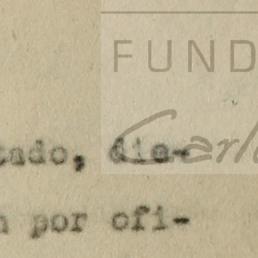 FUND
Carl
tado, die-
n por ofi-